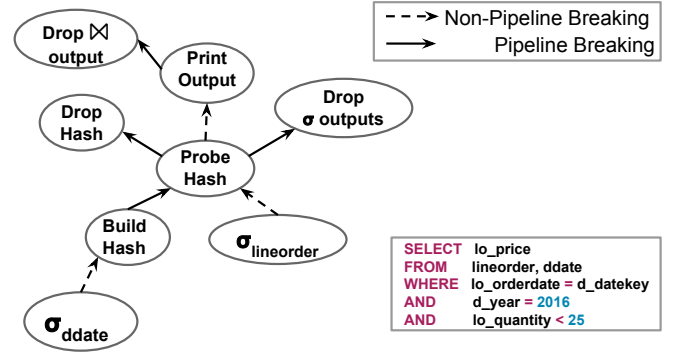 Drop ⋈
output
Print
Output
Non-Pipeline Breaking
Pipeline Breaking
Drop
Hash
Drop
σ outputs
Probe
Hash
Build
Hash
σlineorder
σddate
SELECT lo_price
FROM lineorder, ddate
WHERE lo_orderdate = d_datekey
AND d_year = 2016
AND lo_quantity < 25